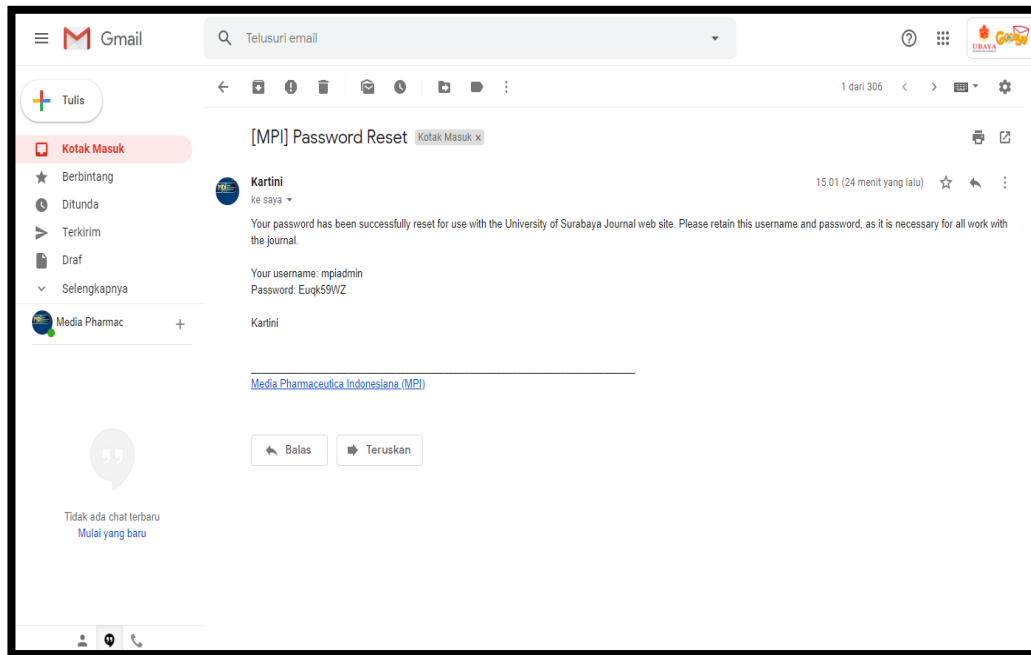 Gmail
Telusuri email
UBAYA
Tulis
1 dari 306
Kotak Masuk
Berbintang
Ditunda
Terkirim
Draf
Selengkapnya
Media Pharmac
[MPI] Password Reset Kotak Masuk x
Kartini
15.01 (24 menit yang lalu)
ke saya
Your password has been successfully reset for use with the University of Surabaya Journal web site. Please retain this username and password, as it is necessary for all work with
the journal.
Your username: mpiadmin
Password: Euqk59WZ
Kartini
Media Pharmaceutica Indonesiana (MPI)
Balas
Teruskan
Tidak ada chat terbaru
Mulai yang baru